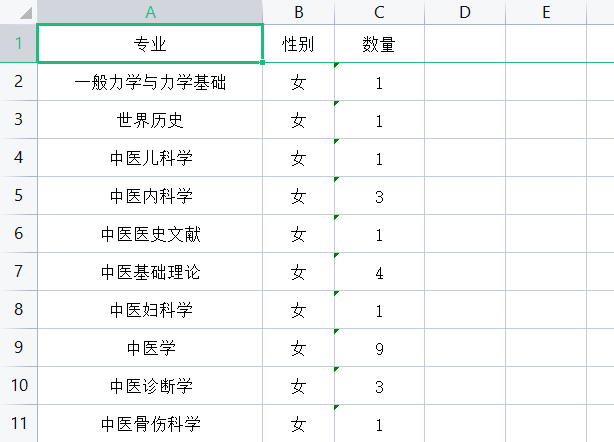 A B C D E
1 专业 性别 数量
2 一般力学与力学基础 女 1
3 世界历史 女 1
4 中医儿科学 女 1
5 中医内科学 女 3
6 中医医史文献 女 1
7 中医基础理论 女 4
8 中医妇科学 女 1
9 中医学 女 9
10 中医诊断学 女 3
11 中医骨伤科学 女 1